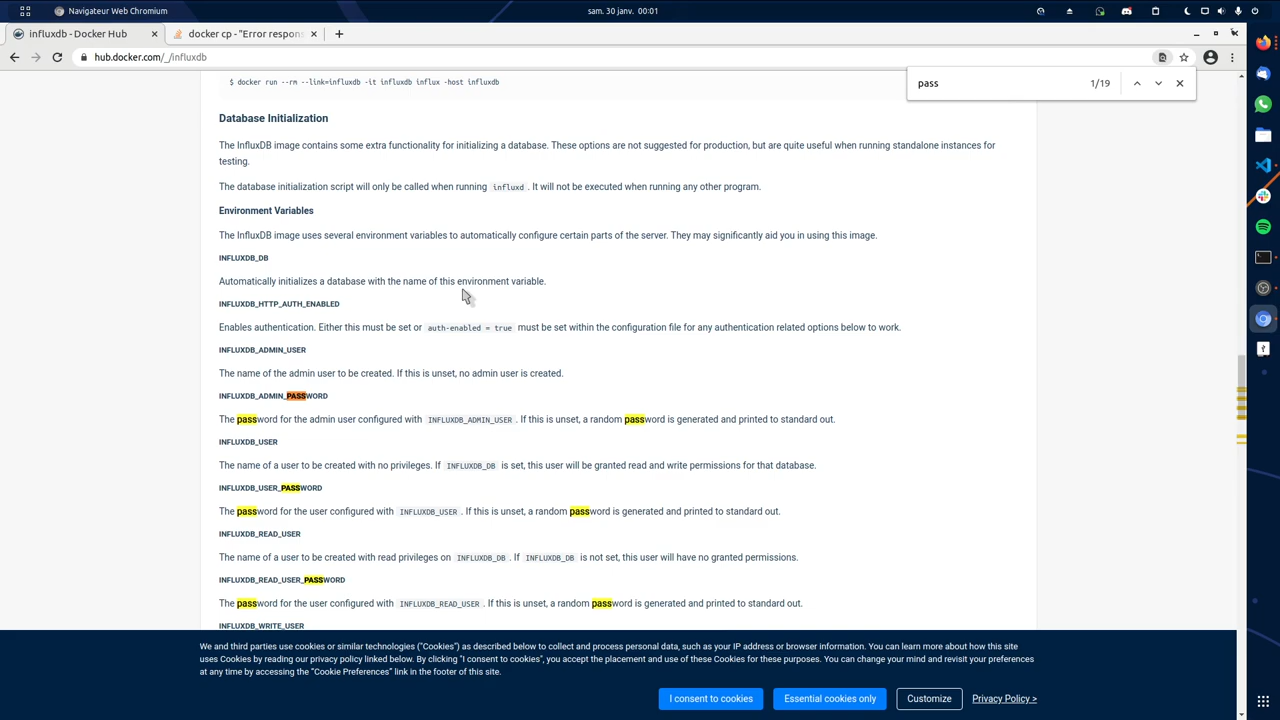 Navigateur Web Chromium
sam. 30 janv. 00:01
influxdb - Docker Hub
docker cp - "Error respon
hub.docker.com/_/influxdb
pass
1/19
$ docker run --rm --link=influxdb -it influxdb influx -host influxdb
Database Initialization
The InfluxDB image contains some extra functionality for initializing a database. These options are not suggested for production, but are quite useful when running standalone instances for
testing.
The database initialization script will only be called when running influxd . It will not be executed when running any other program.
Environment Variables
The InfluxDB image uses several environment variables to automatically configure certain parts of the server. They may significantly aid you in using this image.
INFLUXDB_DB
Automatically initializes a database with the name of this environment variable.
INFLUXDB_HTTP_AUTH_ENABLED
Enables authentication. Either this must be set or auth-enabled = true must be set within the configuration file for any authentication related options below to work.
INFLUXDB_ADMIN_USER
The name of the admin user to be created. If this is unset, no admin user is created.
INFLUXDB_ADMIN_PASSWORD
The password for the admin user configured with INFLUXDB_ADMIN_USER . If this is unset, a random password is generated and printed to standard out.
INFLUXDB_USER
The name of a user to be created with no privileges. If INFLUXDB_DB is set, this user will be granted read and write permissions for that database.
INFLUXDB_USER_PASSWORD
The password for the user configured with INFLUXDB_USER . If this is unset, a random password is generated and printed to standard out.
INFLUXDB_READ_USER
The name of a user to be created with read privileges on INFLUXDB_DB . If INFLUXDB_DB is not set, this user will have no granted permissions.
INFLUXDB_READ_USER_PASSWORD
The password for the user configured with INFLUXDB_READ_USER . If this is unset, a random password is generated and printed to standard out.
INFLUXDB_WRITE_USER
We and third parties use cookies or similar technologies ("Cookies") as described below to collect and process personal data, such as your IP address or browser information. You can learn more about how this site
uses Cookies by reading our privacy policy linked below. By clicking "I consent to cookies", you accept the placement and use of these Cookies for these purposes. You can change your mind and revisit your preferences
at any time by accessing the "Cookie Preferences" link in the footer of this site.
I consent to cookies
Essential cookies only
Customize
Privacy Policy >